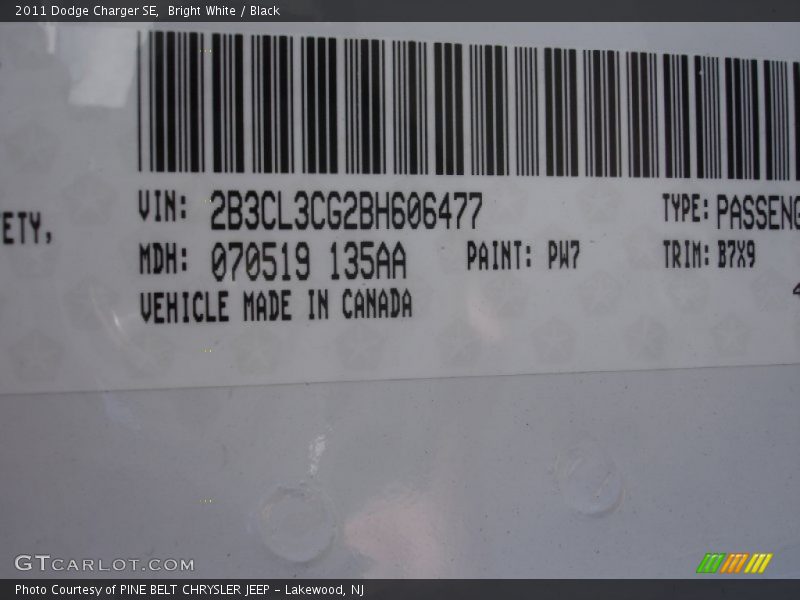 2011 Dodge Charger SE,  Bright White / Black
VIN: 2B3CL3CG2BH606477
TYPE: PASSENG
ETY,
MDH: 070519 135AA
PAINT: PW7
TRIM: B7X9
VEHICLE MADE IN CANADA
GTCARLOT.COM
Photo Courtesy of PINE BELT CHRYSLER JEEP – Lakewood, NJ